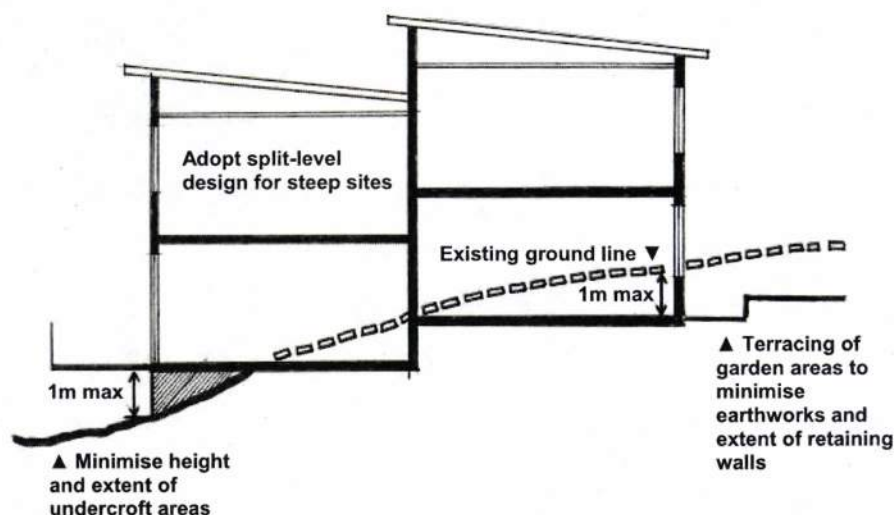 Adopt split-level
design for steep sites
Existing ground line ▼
1m max
1m max
▲ Terracing of
garden areas to
minimise
earthworks and
extent of retaining
walls
▲ Minimise height
and extent of
undercroft areas